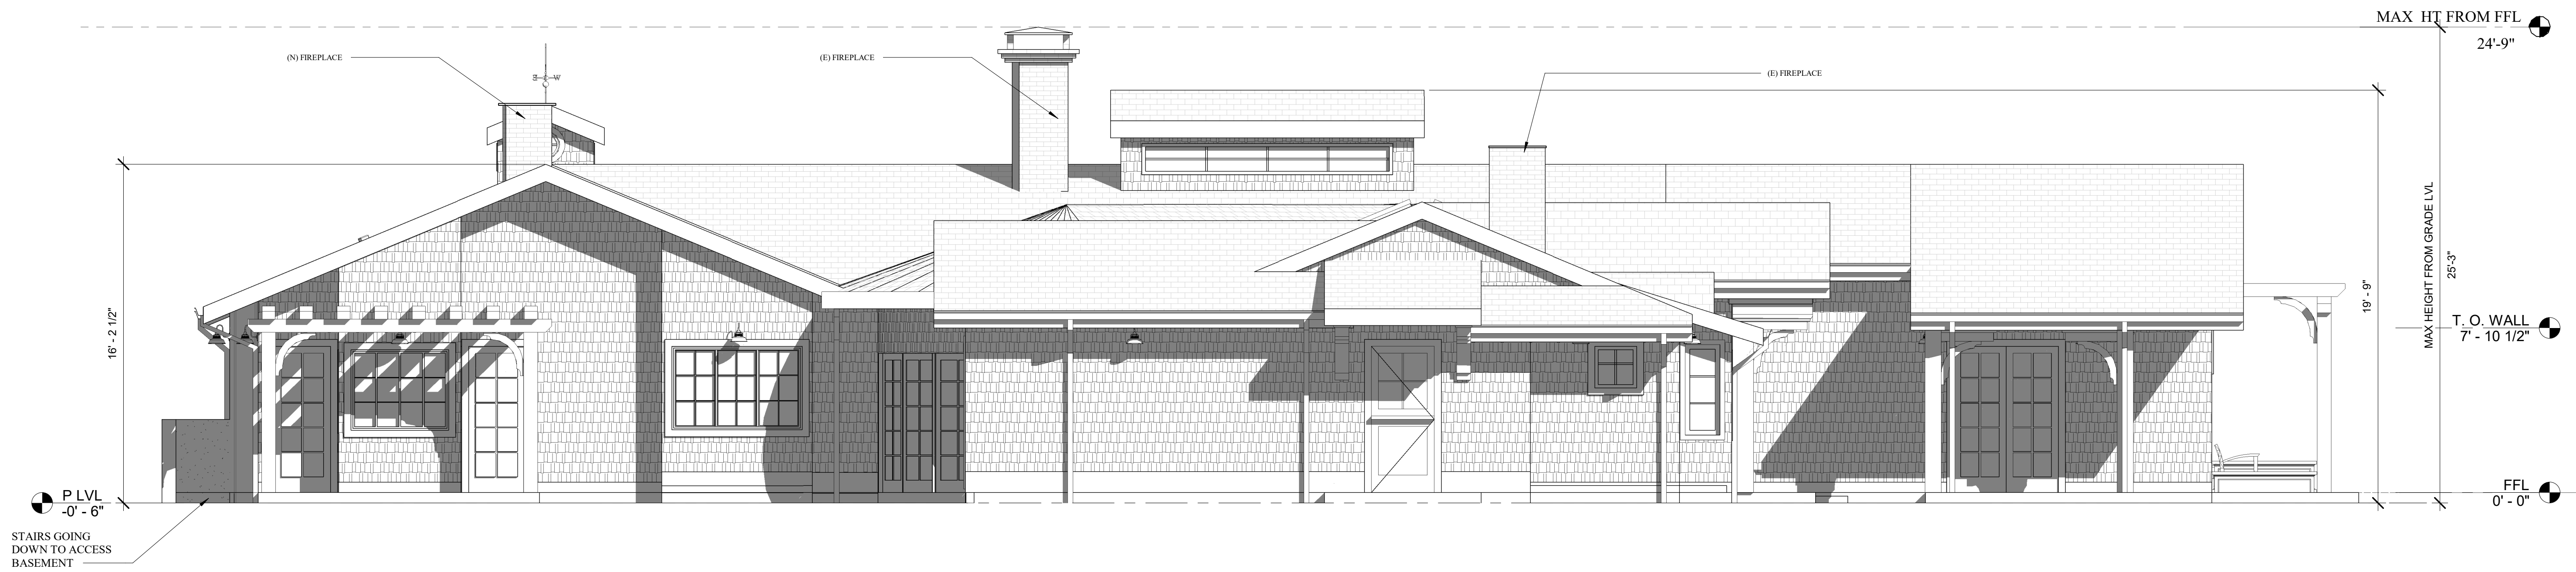 MAX HT FROM FFL
24'-9"
(N) FIREPLACE
(E) FIREPLACE
(E) FIREPLACE
W
16' - 2 1/2"
MAX HEIGHT FROM GRADE LVL
25'-3"
19' - 9"
T. O. WALL
7' - 10 1/2"
P LVL
-0' - 6"
FFL
0' - 0"
STAIRS GOING
DOWN TO ACCESS
BASEMENT